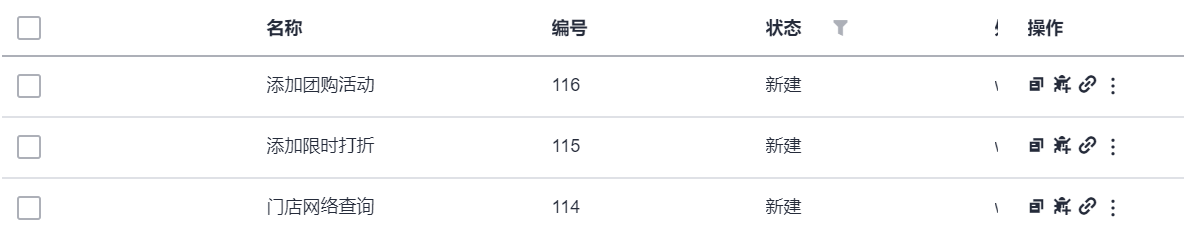 名称 编号 状态 操作
添加团购活动 116 新建
添加限时打折 115 新建
门店网络查询 114 新建